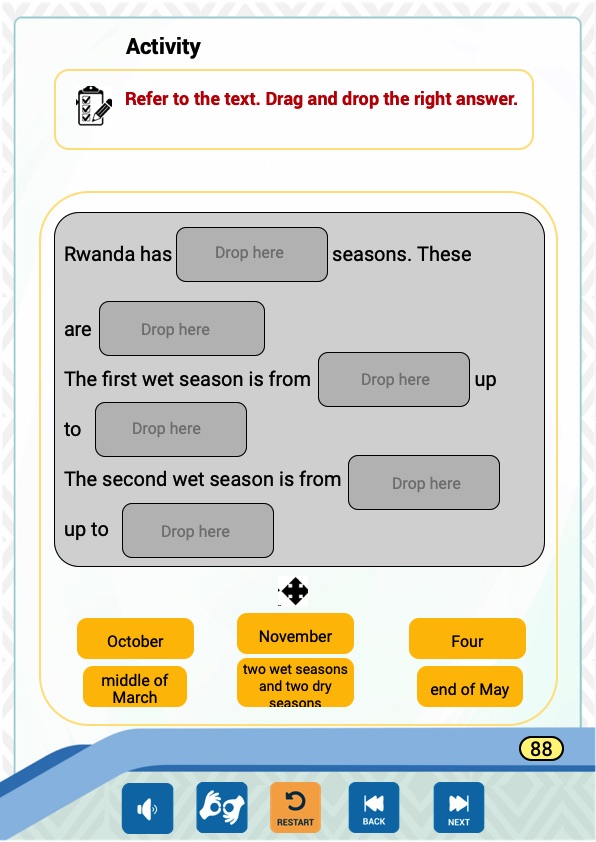 Activity
Refer to the text. Drag and drop the right answer.
Rwanda has Drop here seasons. These
are Drop here
The first wet season is from Drop here up
to Drop here
The second wet season is from Drop here
up to Drop here
October
November
Four
middle of
March
two wet seasons
and two dry
seasons
end of May
88
RESTART
BACK
NEXT